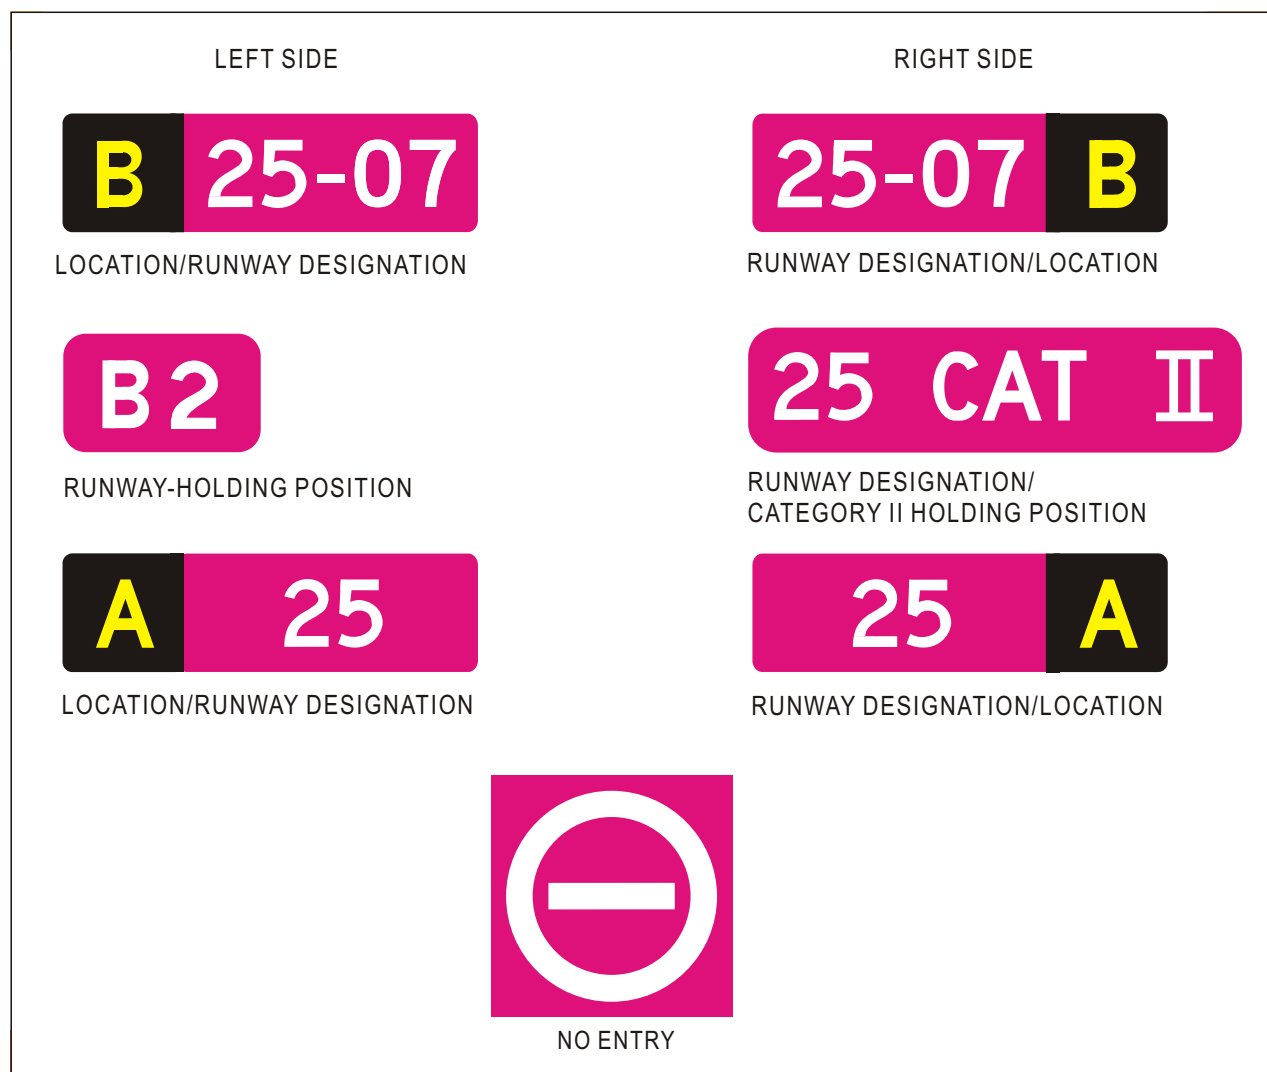 LEFT SIDE
RIGHT SIDE
B 25-07
25-07 B
LOCATION/RUNWAY DESIGNATION
RUNWAY DESIGNATION/LOCATION
B 2
25 CAT II
RUNWAY-HOLDING POSITION
RUNWAY DESIGNATION/
CATEGORY II HOLDING POSITION
A 25
25 A
LOCATION/RUNWAY DESIGNATION
RUNWAY DESIGNATION/LOCATION
NO ENTRY